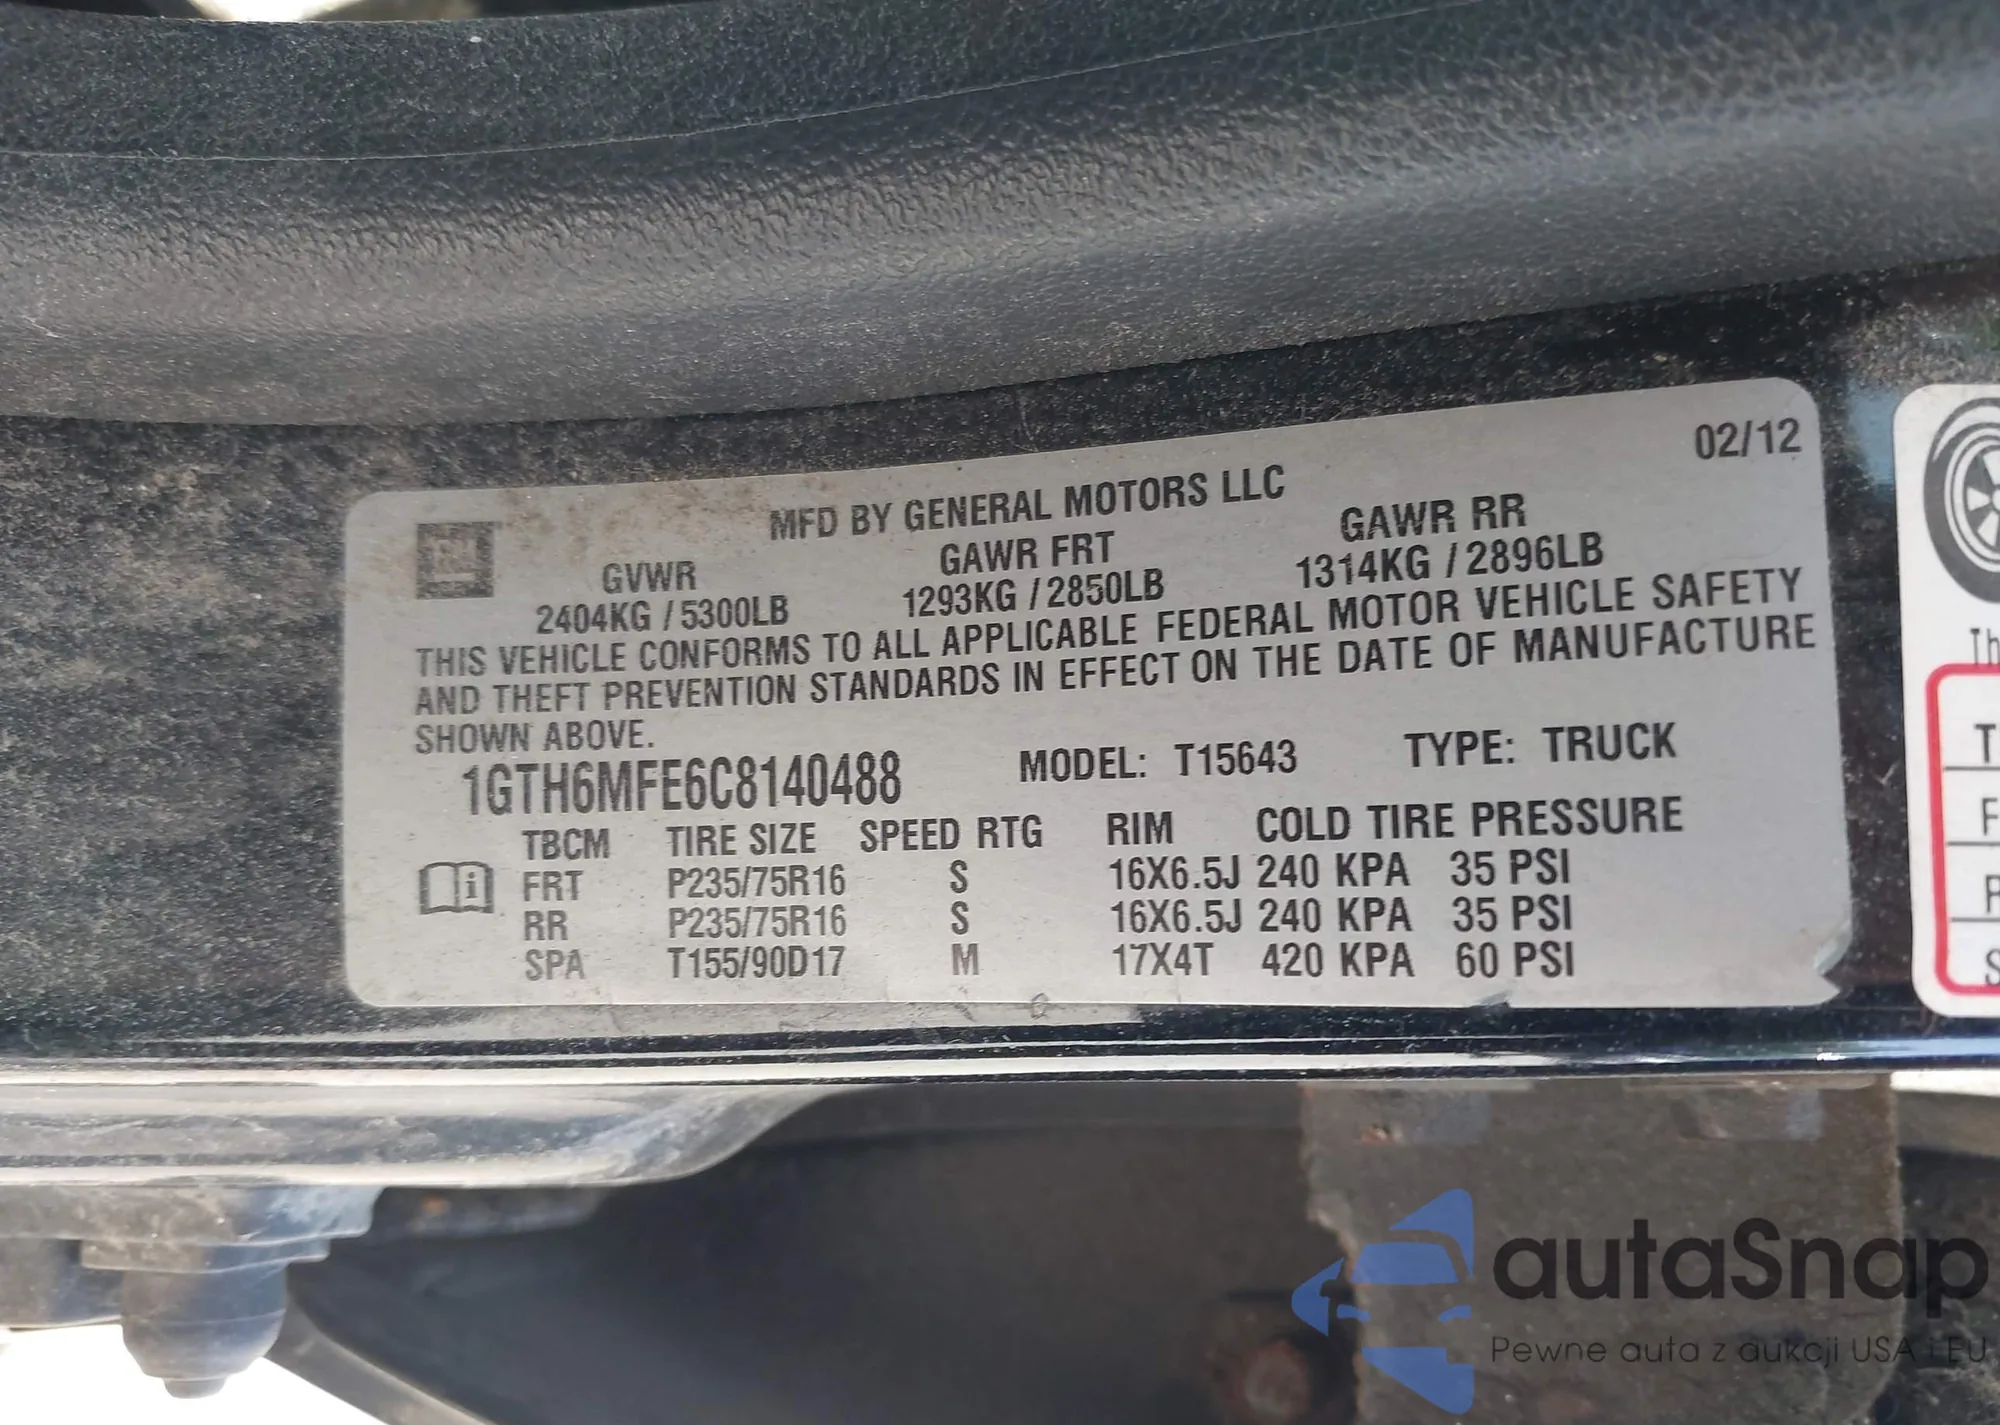 02/12
MFD BY GENERAL MOTORS LLC
GM
GVWR GAWR FRT GAWR RR
2404KG / 5300LB 1293KG / 2850LB 1314KG / 2896LB
THIS VEHICLE CONFORMS TO ALL APPLICABLE FEDERAL MOTOR VEHICLE SAFETY
AND THEFT PREVENTION STANDARDS IN EFFECT ON THE DATE OF MANUFACTURE
SHOWN ABOVE.
1GTH6MFE6C8140488 MODEL: T15643 TYPE: TRUCK
TBCM TIRE SIZE SPEED RTG RIM COLD TIRE PRESSURE
FRT P235/75R16 S 16X6.5J 240 KPA 35 PSI
RR P235/75R16 S 16X6.5J 240 KPA 35 PSI
SPA T155/90D17 M 17X4T 420 KPA 60 PSI
Th
T
F
S
autaSnap
Pewne auta z aukcji USA i EU